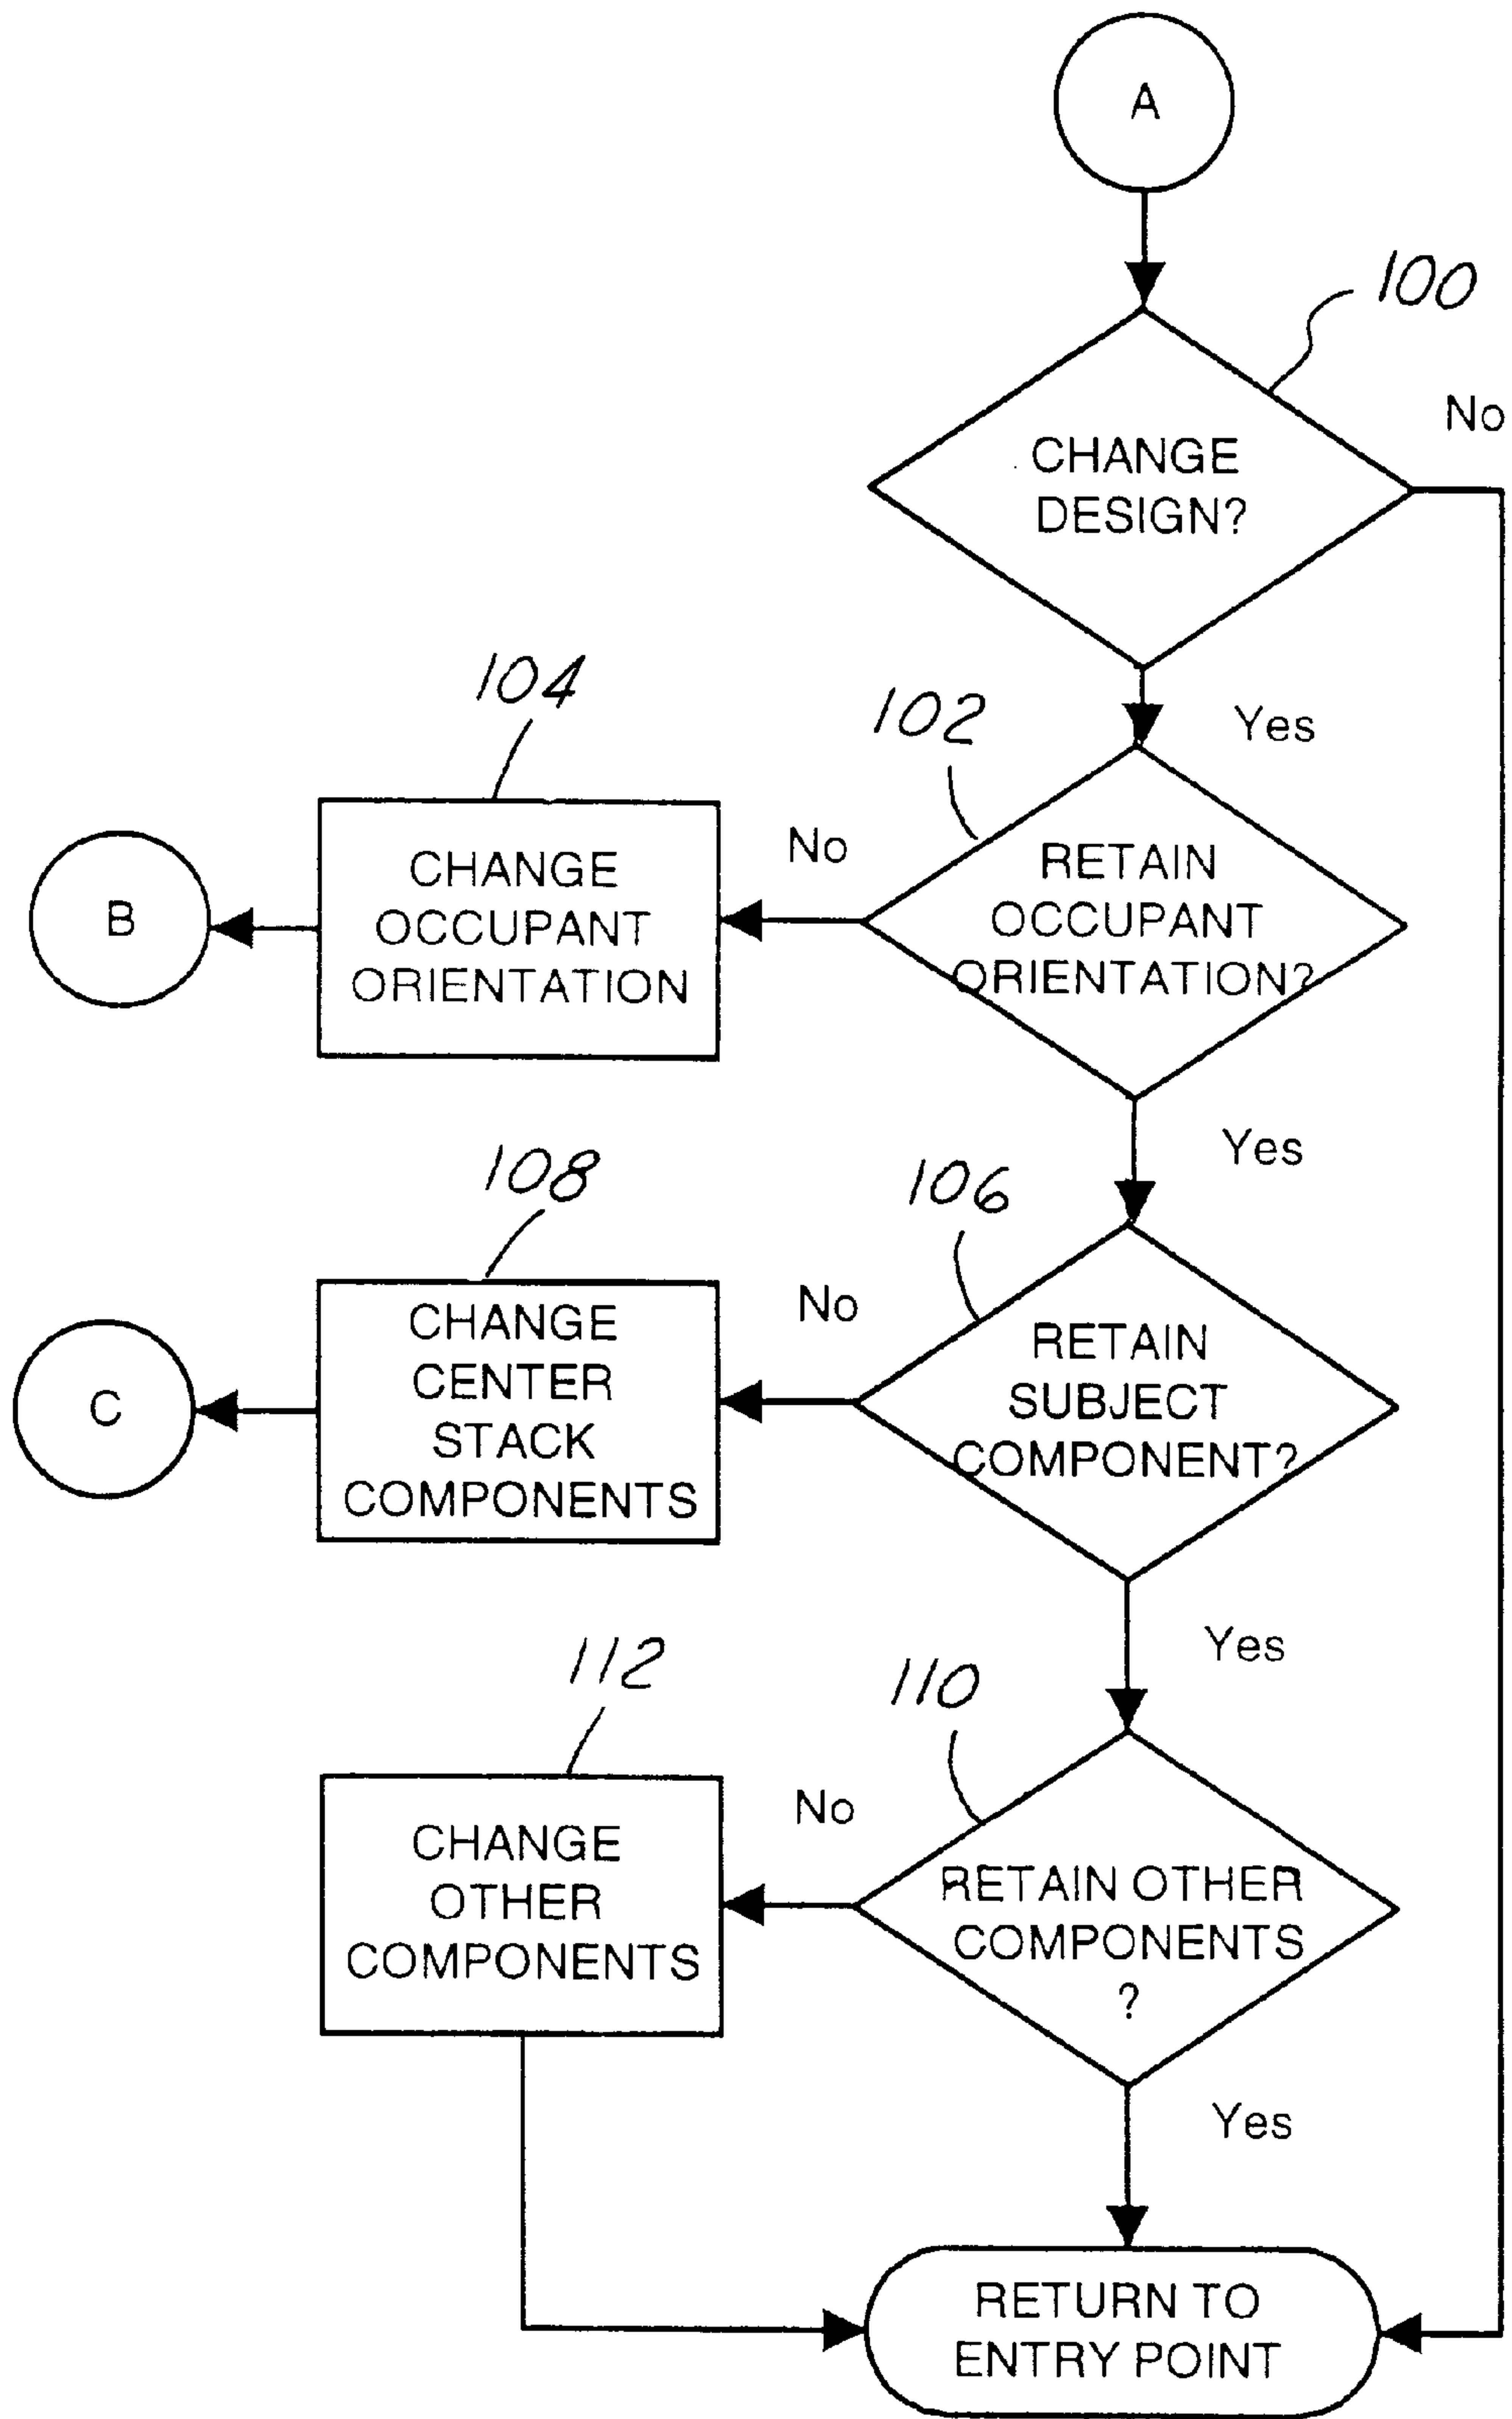 A
100
No
CHANGE
DESIGN?
Yes
104
102
No
CHANGE
OCCUPANT
ORIENTATION
B
RETAIN
OCCUPANT
ORIENTATION?
Yes
108
106
No
CHANGE
CENTER
STACK
COMPONENTS
C
RETAIN
SUBJECT
COMPONENT?
Yes
112
110
No
CHANGE
OTHER
COMPONENTS
RETAIN OTHER
COMPONENTS
?
Yes
RETURN TO
ENTRY POINT